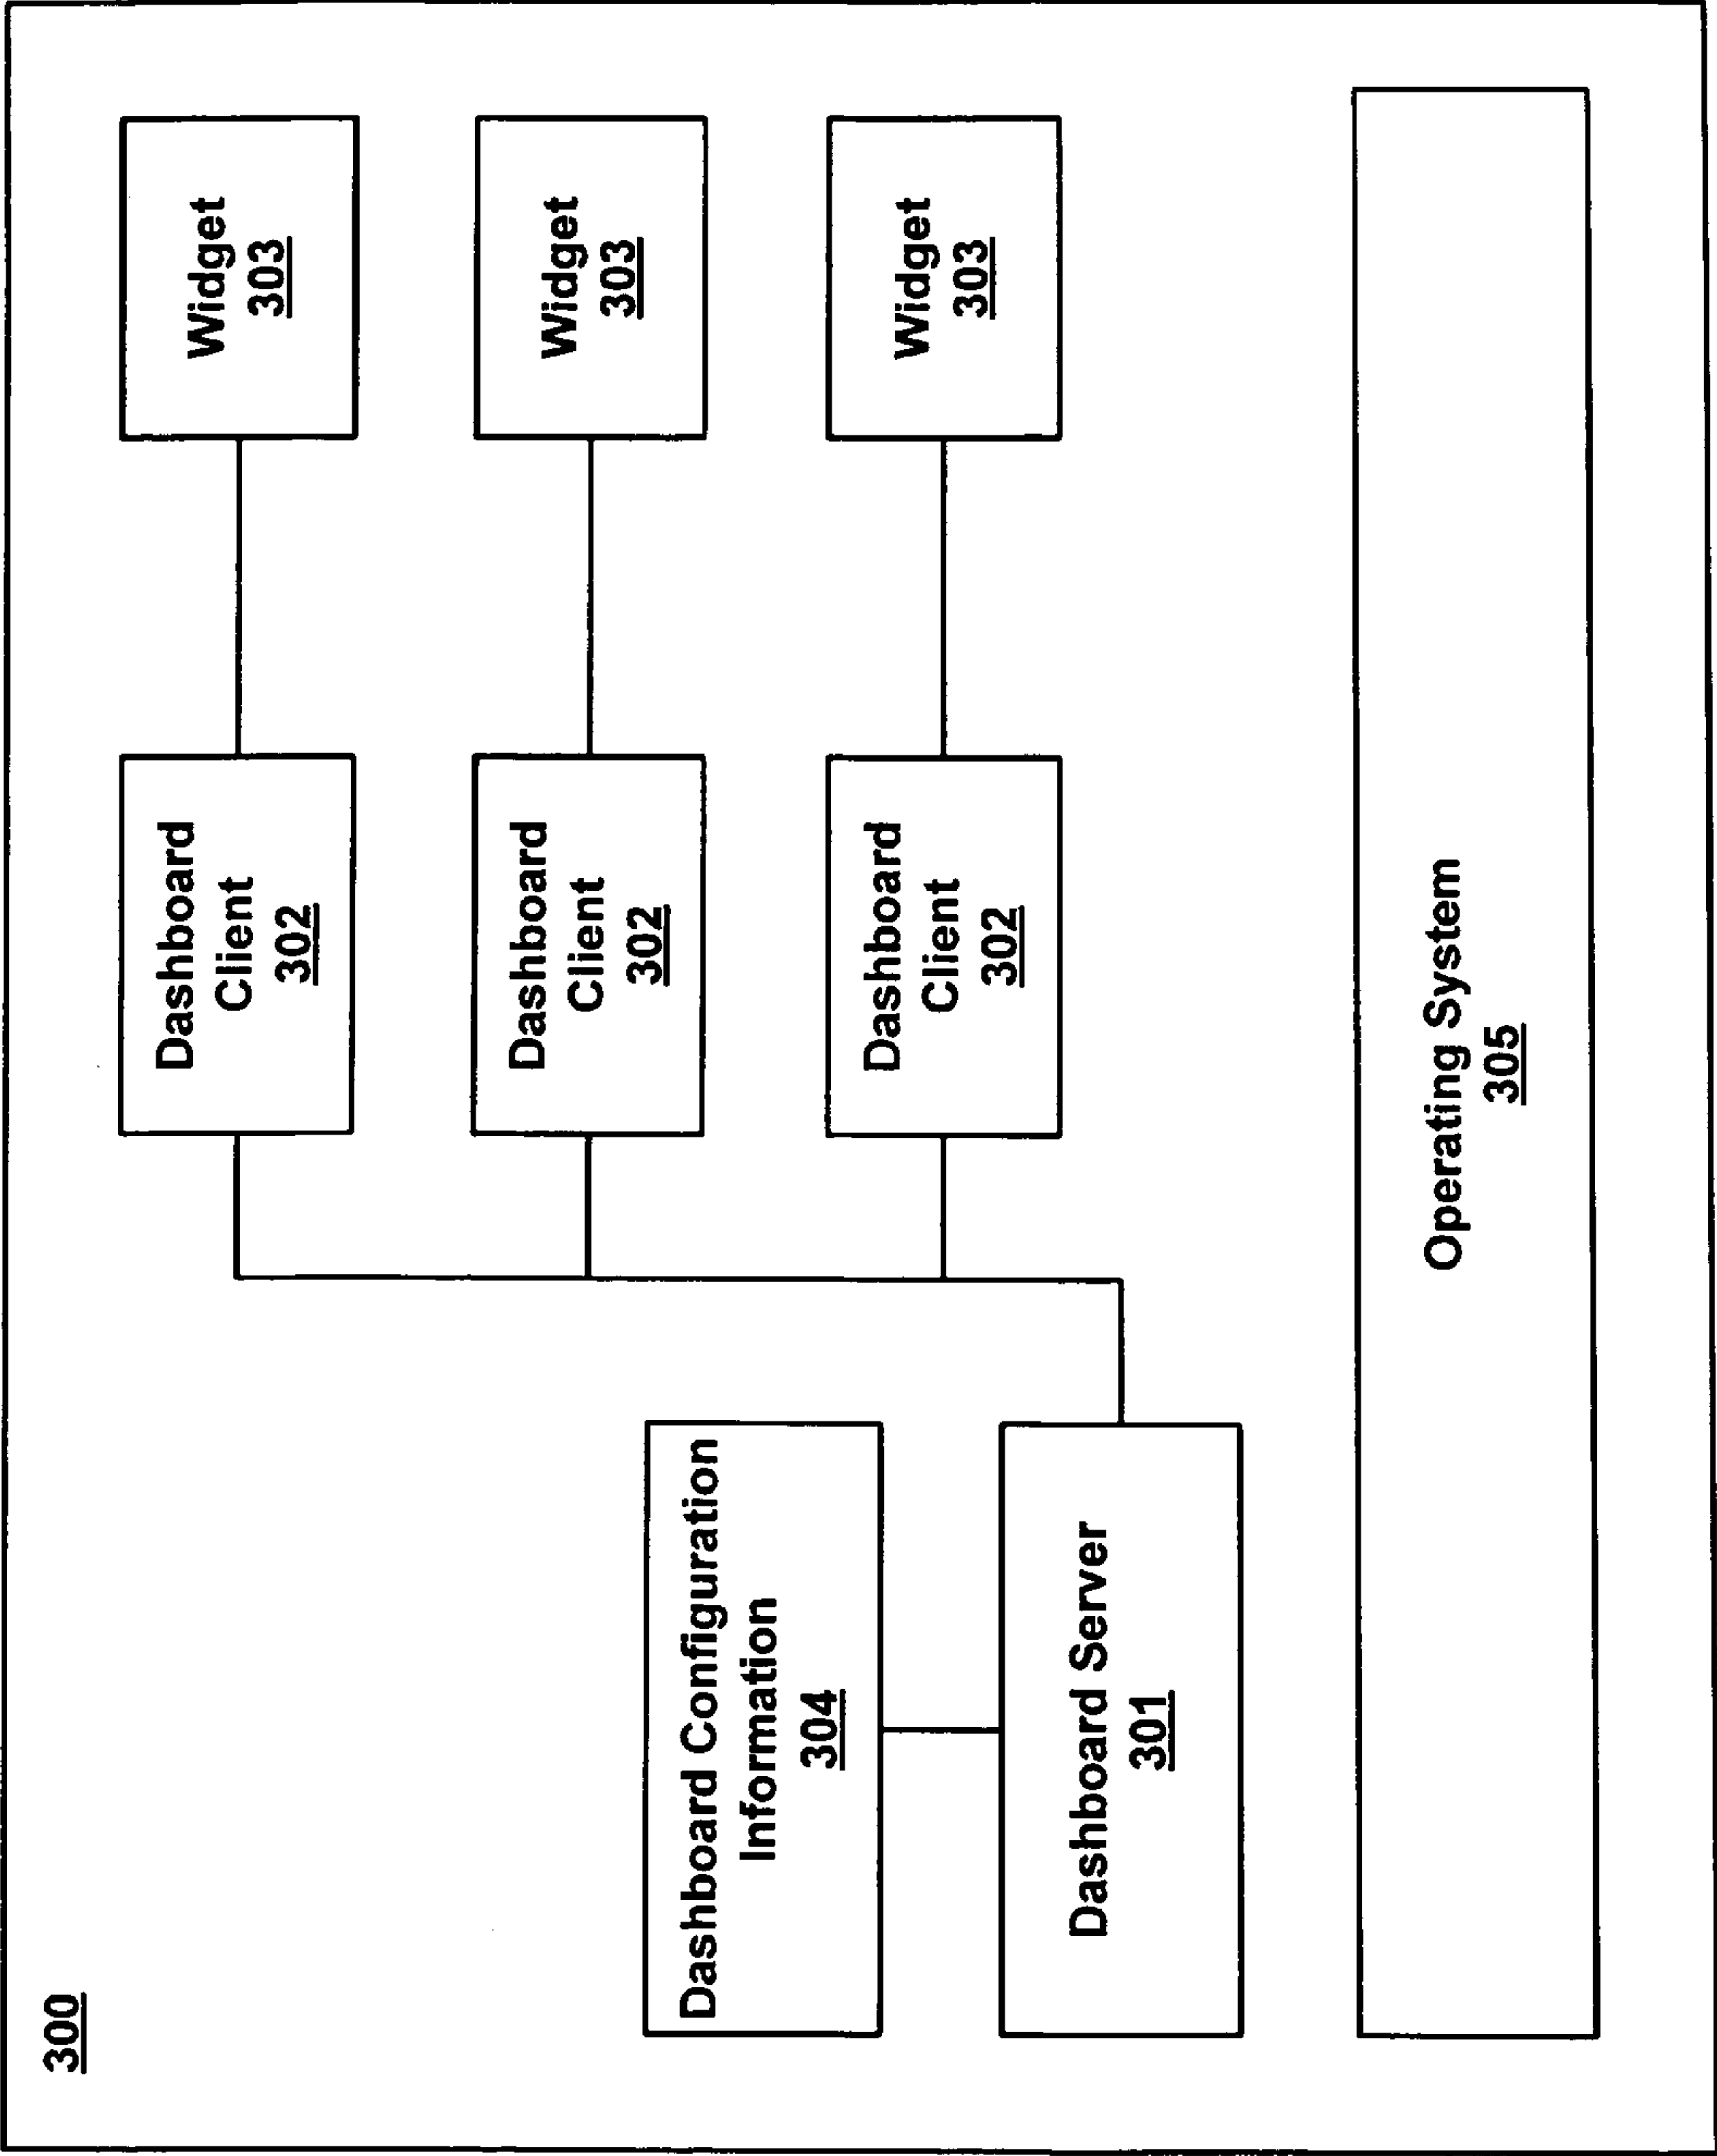 300
Dashboard
Client
302
Widget
303
Dashboard
Client
302
Widget
303
Dashboard Configuration
Information
304
Dashboard
Client
302
Widget
303
Dashboard Server
301
Operating System
305